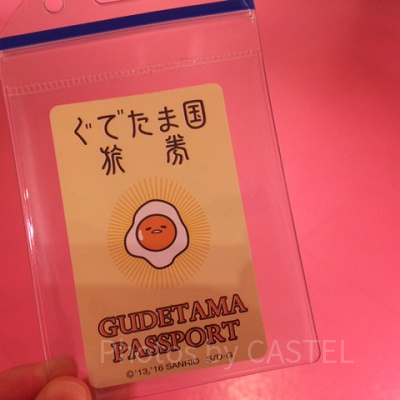 ぐでたま国
旅券
GUDETAMA
PASSPORT
©'13,'16 SANRIO S/D·G
Photos by CASTEL